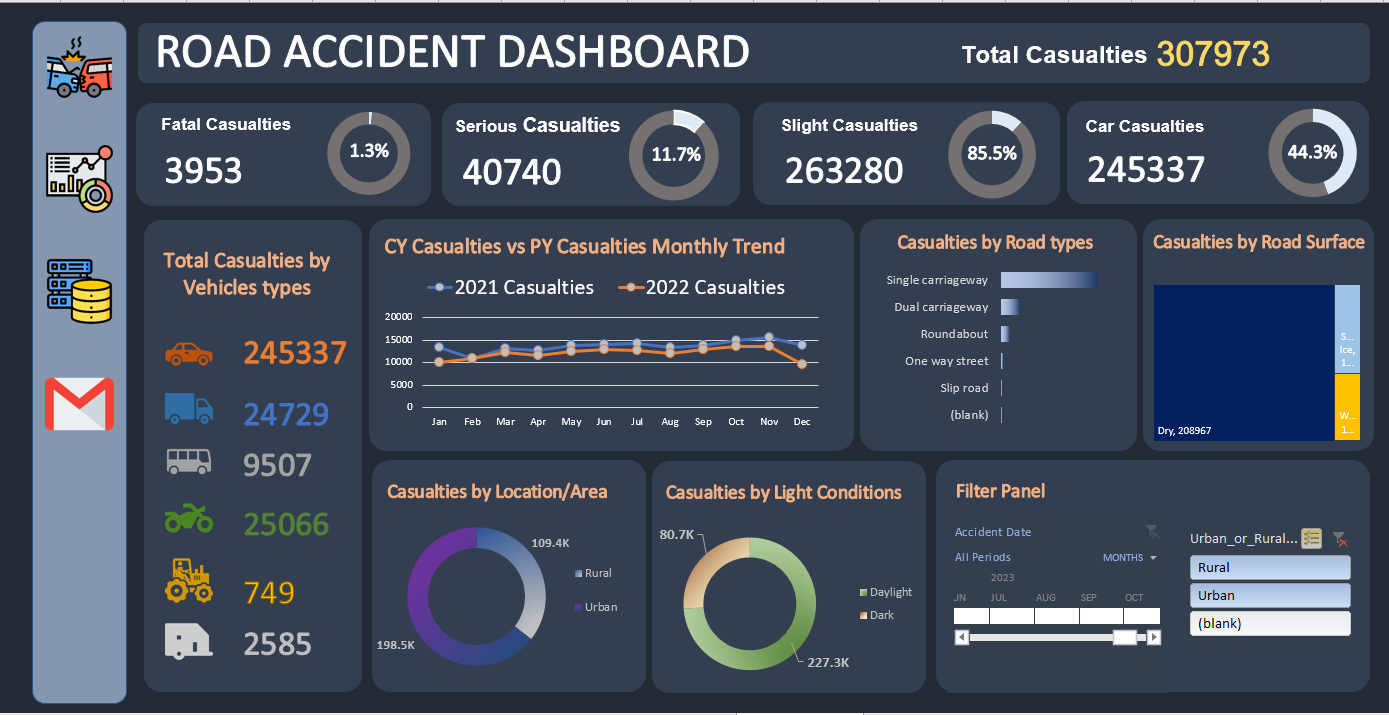 ROAD ACCIDENT DASHBOARD
Total Casualties 307973
Fatal Casualties
3953
1.3%
Serious Casualties
40740
11.7%
Slight Casualties
263280
85.5%
Car Casualties
245337
44.3%
Total Casualties by
Vehicles types
245337
24729
9507
25066
749
2585
CY Casualties vs PY Casualties Monthly Trend
2021 Casualties
2022 Casualties
20000
15000
10000
5000
0
Jan Feb Mar Apr May Jun Jul Aug Sep Oct Nov Dec
Casualties by Road types
Single carriageway
Dual carriageway
Roundabout
One way street
Slip road
(blank)
Casualties by Road Surface
Dry, 208967
S...
Ice,
1...
W...
1...
Casualties by Location/Area
109.4K
198.5K
Rural
Urban
Casualties by Light Conditions
80.7K
227.3K
Daylight
Dark
Filter Panel
Accident Date
All Periods
MONTHS
2023
JN JUL AUG SEP OCT
Urban_or_Rural...
Rural
Urban
(blank)